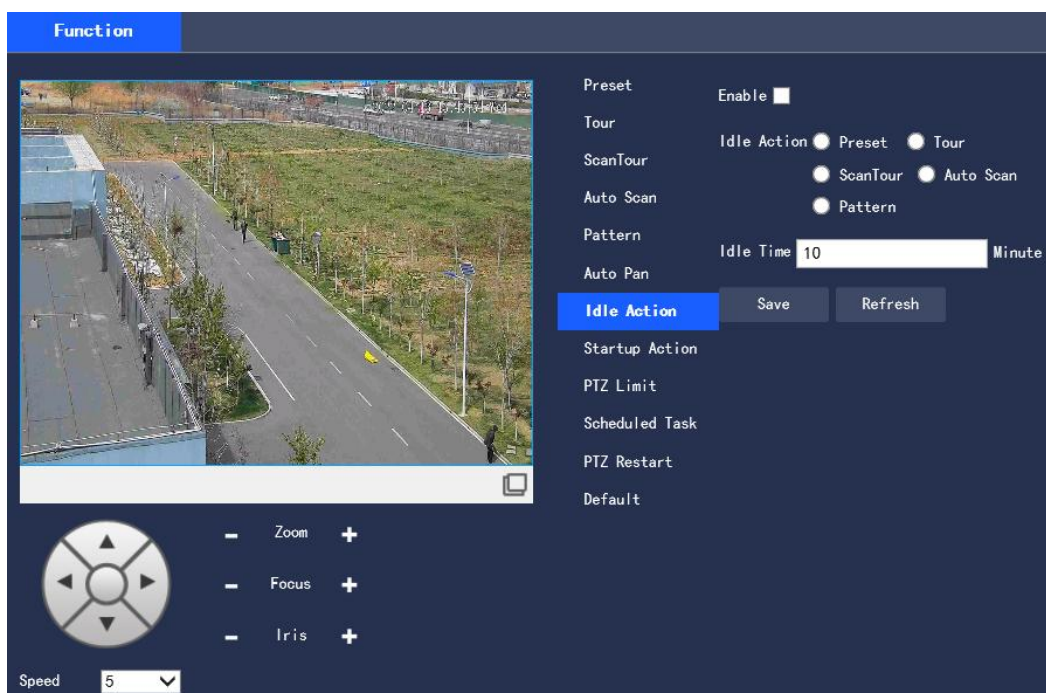 Function
Preset
Tour
ScanTour
Auto Scan
Pattern
Auto Pan
Idle Action
Startup Action
PTZ Limit
Scheduled Task
PTZ Restart
Default
Enable
Idle Action Preset Tour
ScanTour Auto Scan
Pattern
Idle Time 10 Minute
Save Refresh
- Zoom +
- Focus +
- Iris +
Speed 5